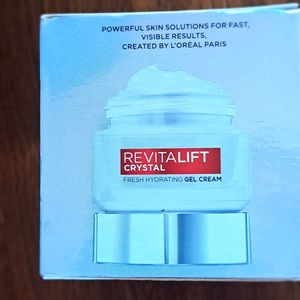 POWERFUL SKIN SOLUTIONS FOR FAST,
VISIBLE RESULTS,
CREATED BY L'ORÉAL PARIS
REVITALIFT
CRYSTAL
FRESH HYDRATING GEL CREAM